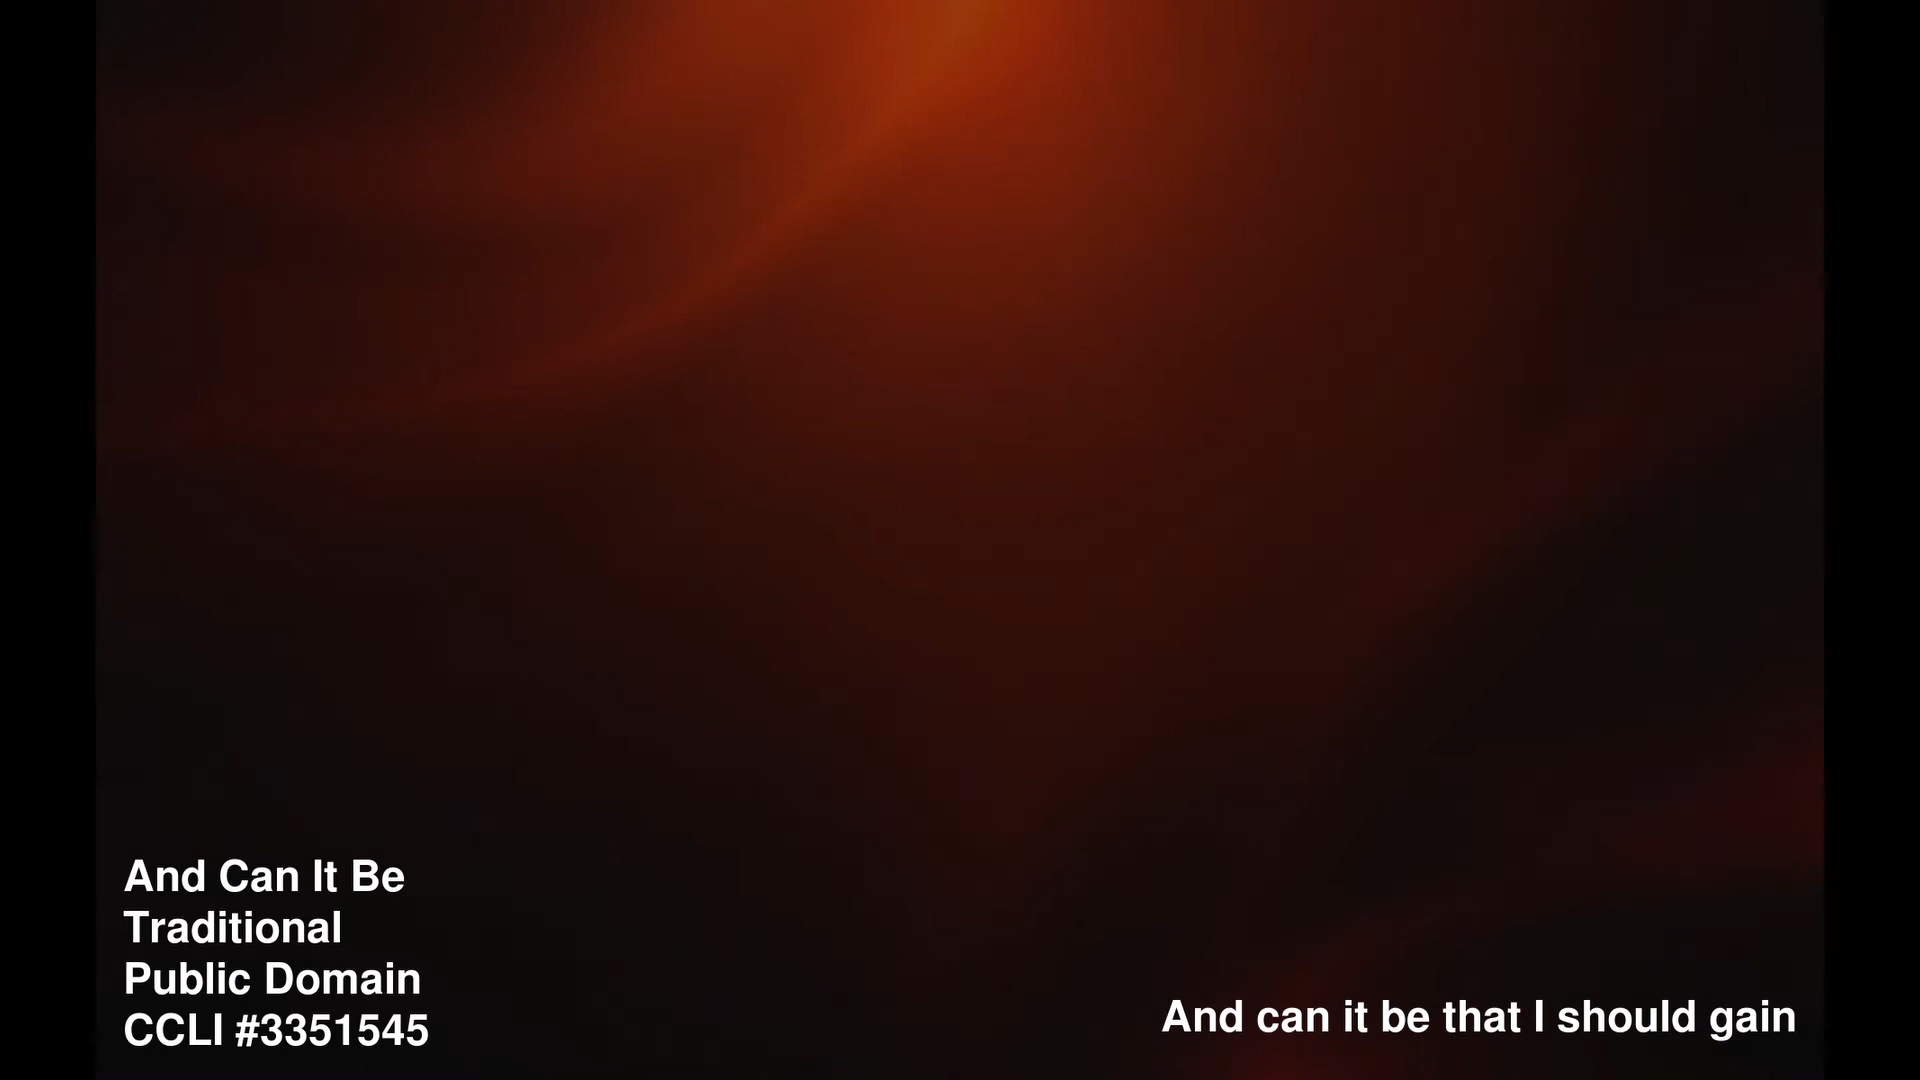 And Can It Be
Traditional
Public Domain
CCLI #3351545
And can it be that I should gain